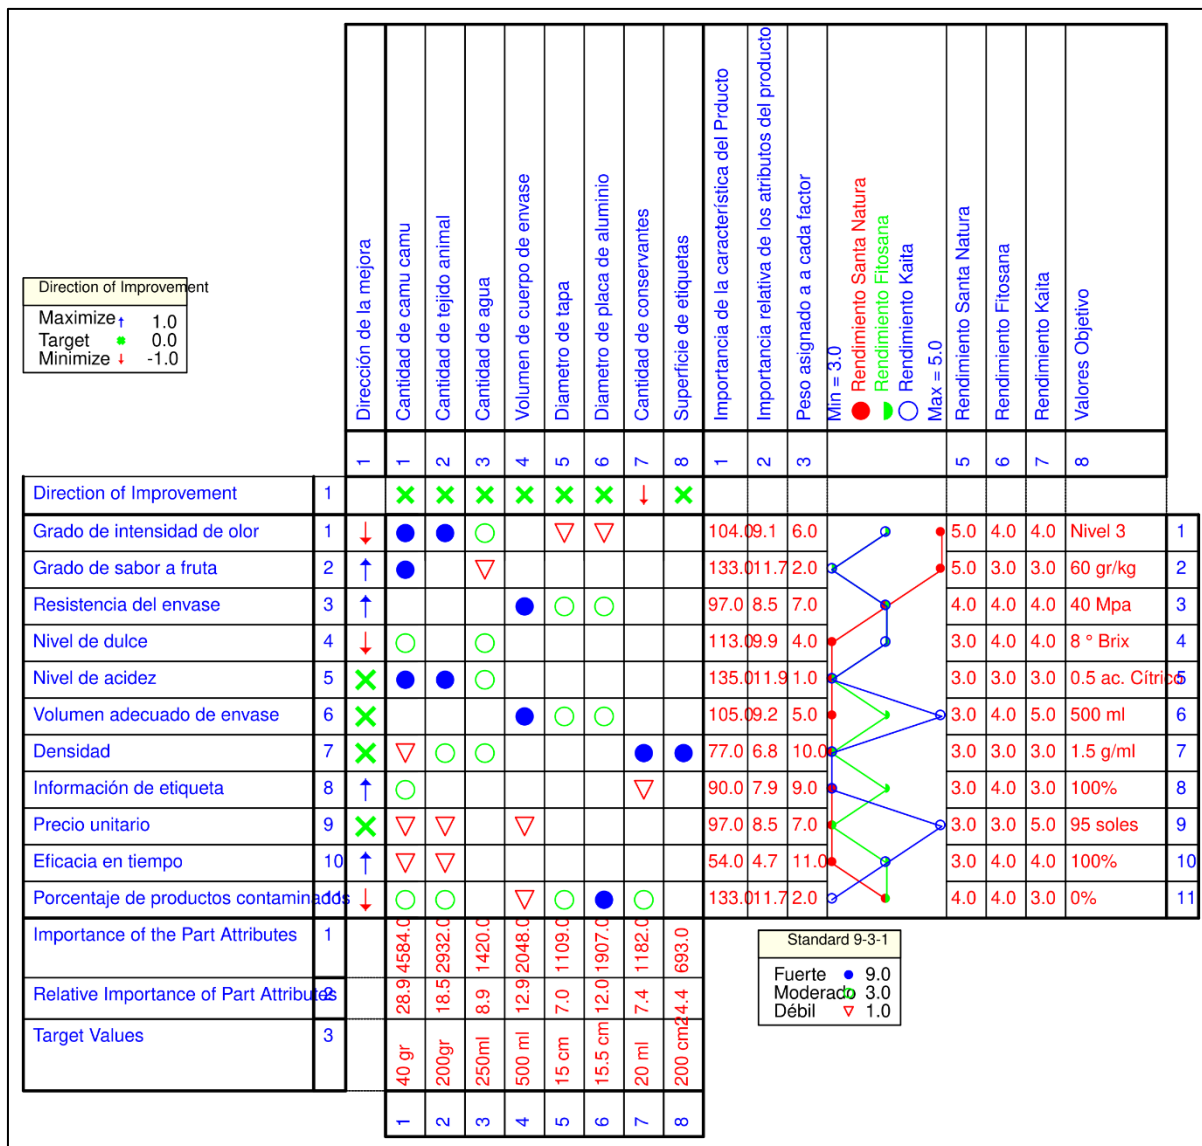 Direction of Improvement
Maximize 1.0
Target 0.0
Minimize -1.0
Dirección de la mejora
Cantidad de camu camu
Cantidad de tejido animal
Cantidad de agua
Volumen de cuerpo de envase
Diametro de tapa
Diametro de placa de aluminio
Cantidad de conservantes
Superficie de etiquetas
Importancia de la característica del Prducto
Importancia relativa de los atributos del producto
Peso asignado a a cada factor
Min = 3.0
Rendimiento Santa Natura
Rendimiento Fitosana
Rendimiento Kaita
Max = 5.0
Rendimiento Santa Natura
Rendimiento Fitosana
Rendimiento Kaita
Valores Objetivo
1 1 2 3 4 5 6 7 8 1 2 3 5 6 7 8
Direction of Improvement 1
Grado de intensidad de olor 1 104.0 9.1 6.0 5.0 4.0 4.0 Nivel 3 1
Grado de sabor a fruta 2 133.0 11.7 2.0 5.0 3.0 3.0 60 gr/kg 2
Resistencia del envase 3 97.0 8.5 7.0 4.0 4.0 4.0 40 Mpa 3
Nivel de dulce 4 113.0 9.9 4.0 3.0 4.0 4.0 8 ° Brix 4
Nivel de acidez 5 135.0 11.9 1.0 3.0 3.0 3.0 0.5 ac. Cítrico 5
Volumen adecuado de envase 6 105.0 9.2 5.0 3.0 4.0 5.0 500 ml 6
Densidad 7 77.0 6.8 10.0 3.0 3.0 3.0 1.5 g/ml 7
Información de etiqueta 8 90.0 7.9 9.0 3.0 4.0 3.0 100% 8
Precio unitario 9 97.0 8.5 7.0 3.0 3.0 5.0 95 soles 9
Eficacia en tiempo 10 54.0 4.7 11.0 3.0 4.0 4.0 100% 10
Porcentaje de productos contaminados 11 133.0 11.7 2.0 4.0 4.0 3.0 0% 11
Importance of the Part Attributes 1 4584.0 2932.0 1420.0 2048.0 1109.0 1907.0 1182.0 693.0
Relative Importance of Part Attributes 2 28.9 18.5 8.9 12.9 7.0 12.0 7.4 4.4
Target Values 3 40 gr 200gr 250ml 500 ml 15 cm 15.5 cm 20 ml 200 cm2
1 2 3 4 5 6 7 8
Standard 9-3-1
Fuerte 9.0
Moderado 3.0
Débil 1.0